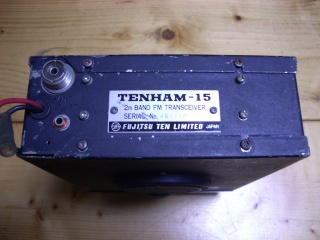 TENHAM-15
2m BAND FM TRANSCEIVER
SERIAL No.
FUJITSU TEN LIMITED JAPAN